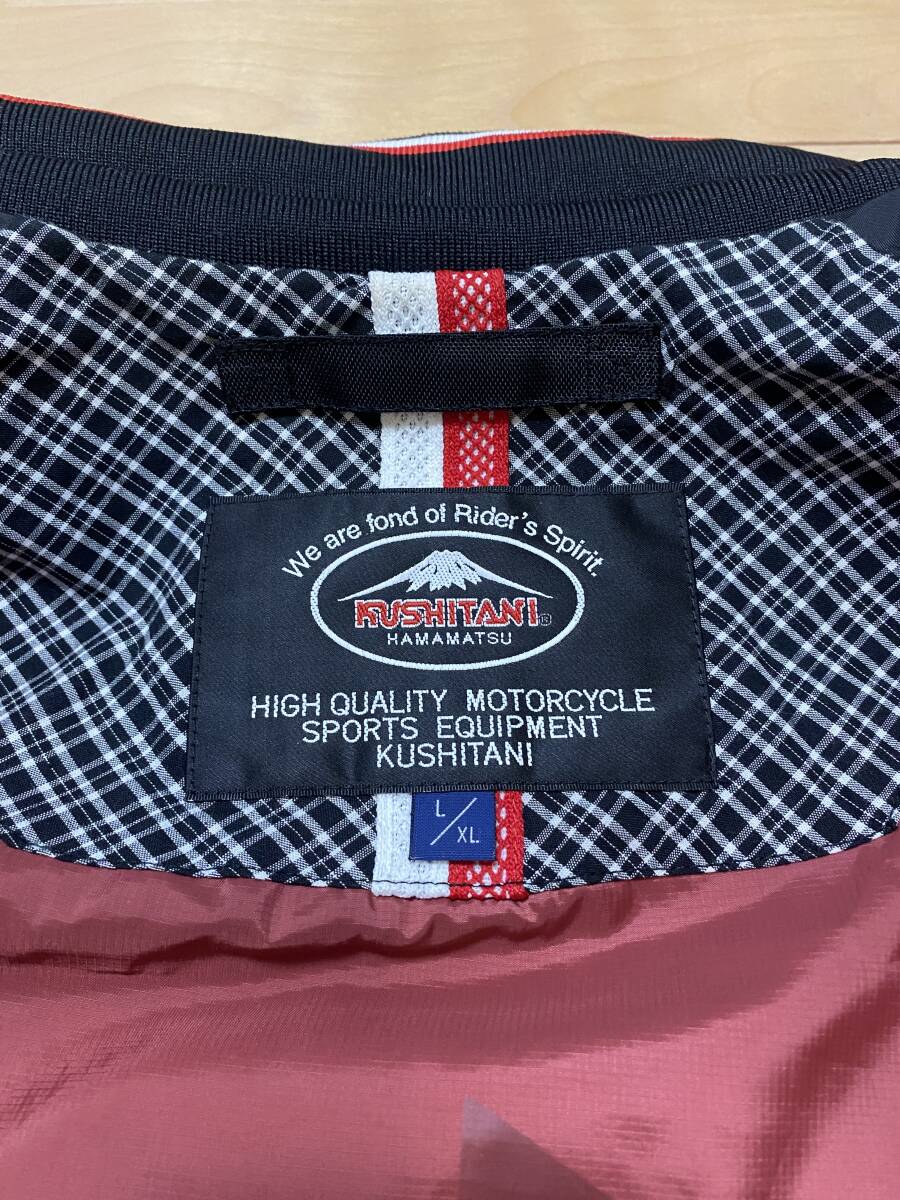 We are fond of Rider's Spirit.
KUSHITANI®
HAMAMATSU
HIGH QUALITY MOTORCYCLE
SPORTS EQUIPMENT
KUSHITANI
L/XL